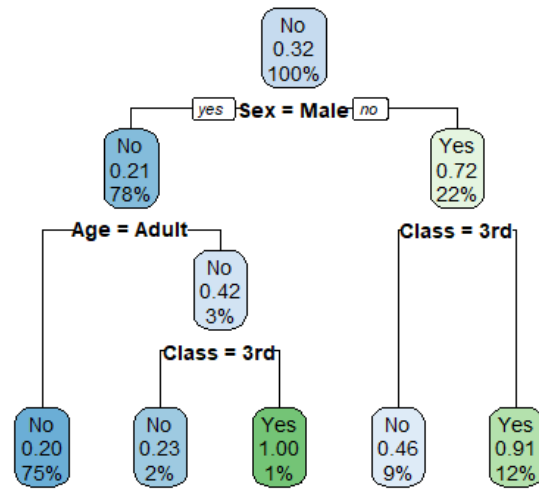 No
0.32
100%
yes Sex = Male no
No
0.21
78%
Yes
0.72
22%
Age = Adult
Class = 3rd
No
0.42
3%
Class = 3rd
No
0.20
75%
No
0.23
2%
Yes
1.00
1%
No
0.46
9%
Yes
0.91
12%